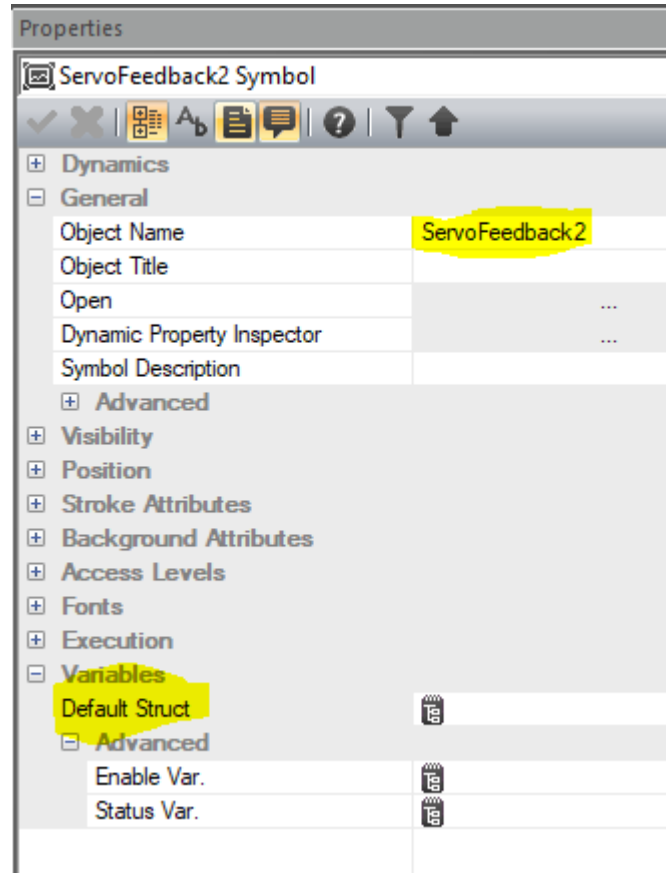 Properties
ServoFeedback2 Symbol
Dynamics
General
Object Name ServoFeedback2
Object Title
Open ...
Dynamic Property Inspector ...
Symbol Description
Advanced
Visibility
Position
Stroke Attributes
Background Attributes
Access Levels
Fonts
Execution
Variables
Default Struct
Advanced
Enable Var.
Status Var.